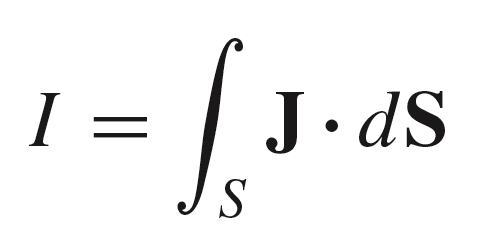 I = ∫_S J · dS